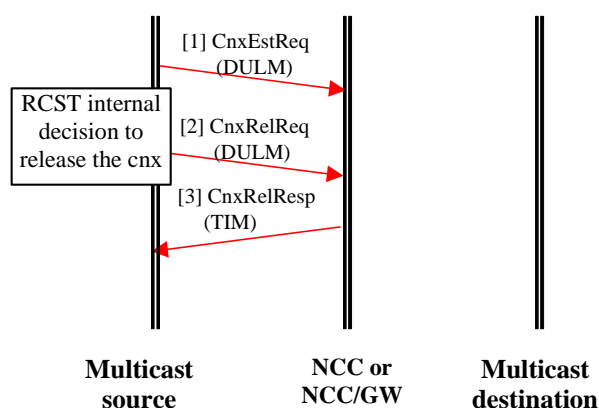 [1] CnxEstReq
(DULM)
RCST internal
decision to
release the cnx
[2] CnxRelReq
(DULM)
[3] CnxRelResp
(TIM)
Multicast
source
NCC or
NCC/GW
Multicast
destination